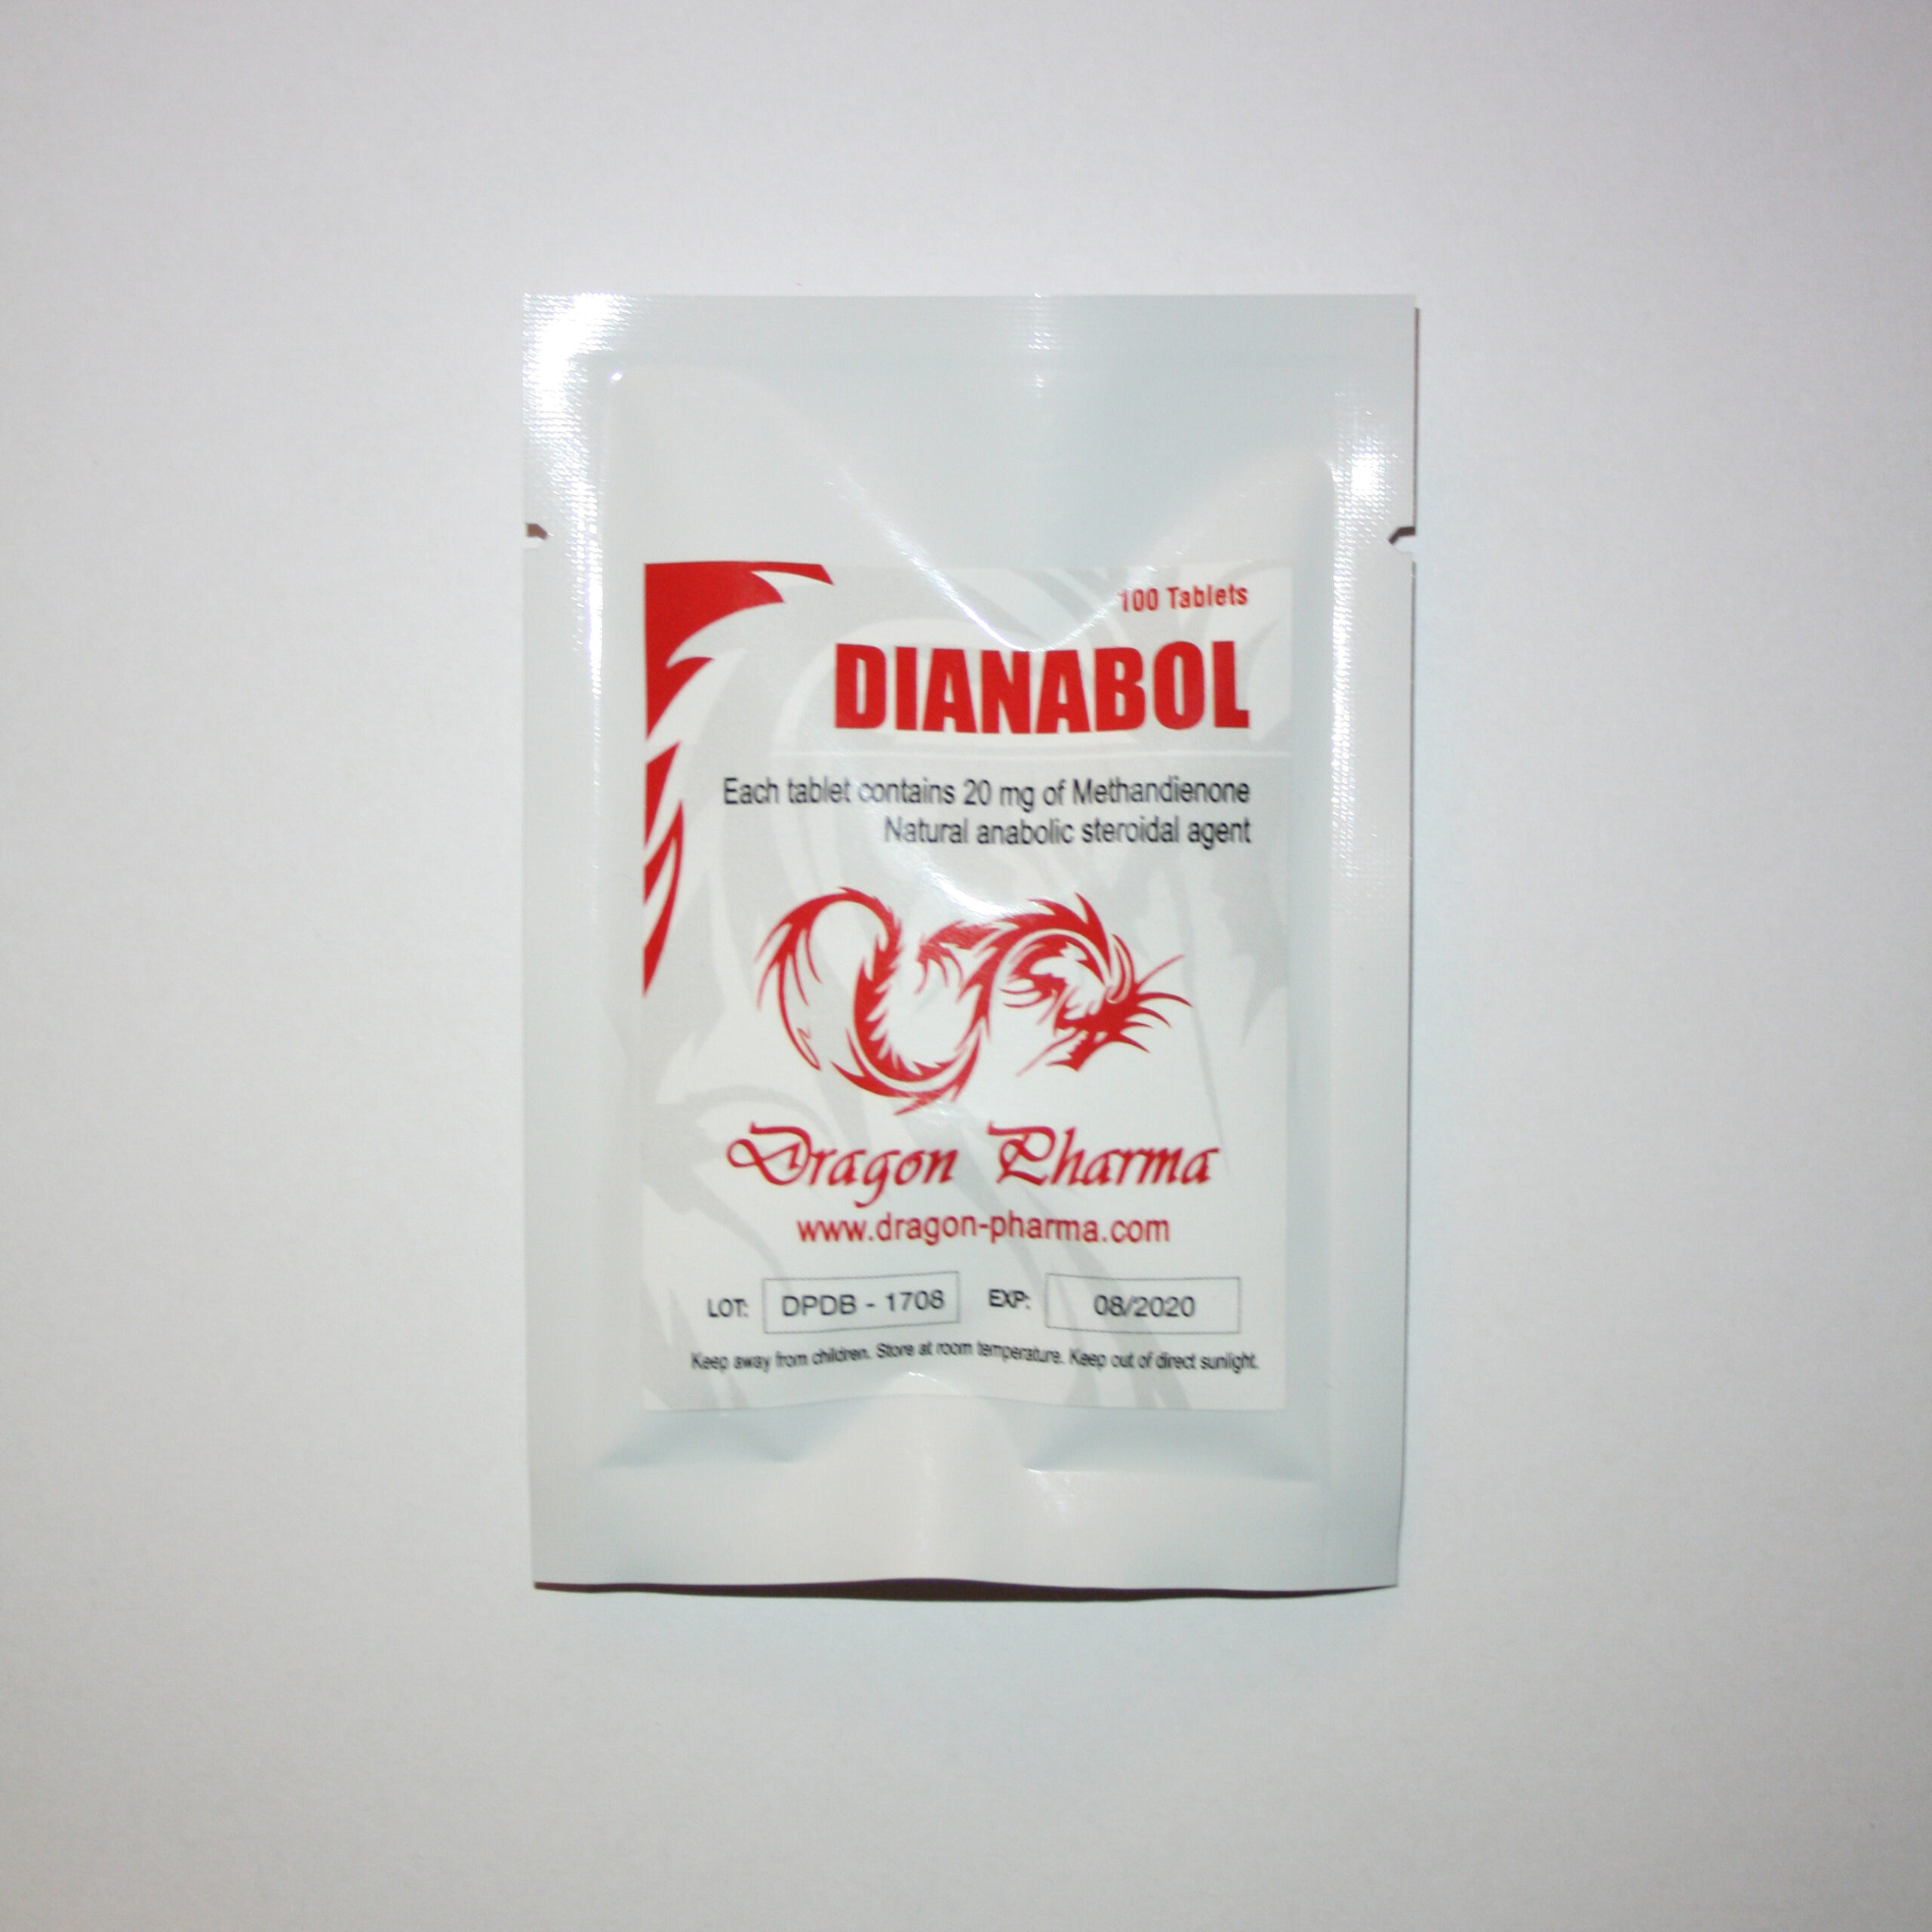 100 Tablets
DIANABOL
Each tablet contains 20 mg of Methandienone
Natural anabolic steroidal agent
Dragon Pharma
www.dragon-pharma.com
LOT: DPDB - 1708 EXP: 08/2020
Keep away from children. Store at room temperature. Keep out of direct sunlight.